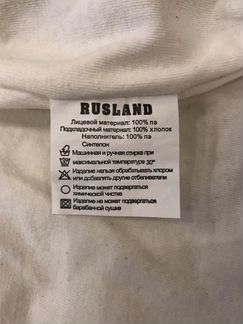 RUSLAND
Лицевой материал: 100% пэ
Подкладочный материал: 100% хлопок
Наполнитель: 100% пэ
Синтепон
Машинная и ручная стирка при
максимальной температуре 30°
Изделие нельзя обрабатывать хлором
или добавлять другие отбеливатели
Изделие может подвергаться
химической чистке
Изделие не может подвергаться
барабанной сушке